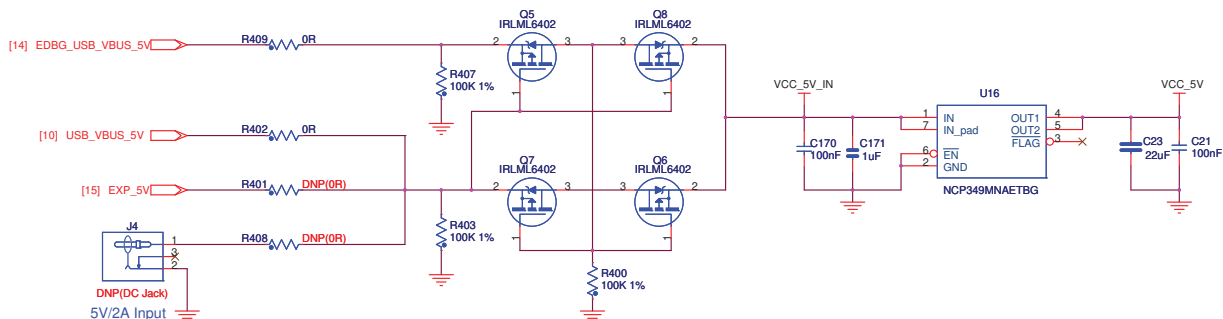 Q5
IRLML6402
Q8
IRLML6402
[14] EDBG_USB_VBUS_5V
R409
0R
2
3
3
2
R407
100K 1%
1
1
VCC_5V_IN
VCC_5V
U16
[10] USB_VBUS_5V
R402
0R
1
7
IN
IN_pad
OUT1
OUT2
4
5
FLAG
3
6
2
EN
GND
C170
100nF
C171
1uF
C23
22uF
C21
100nF
NCP349MNAETBG
Q7
IRLML6402
Q6
IRLML6402
[15] EXP_5V
R401
DNP(0R)
2
3
3
2
R403
100K 1%
1
1
J4
1
3
2
R408
DNP(0R)
R400
100K 1%
DNP(DC Jack)
5V/2A Input